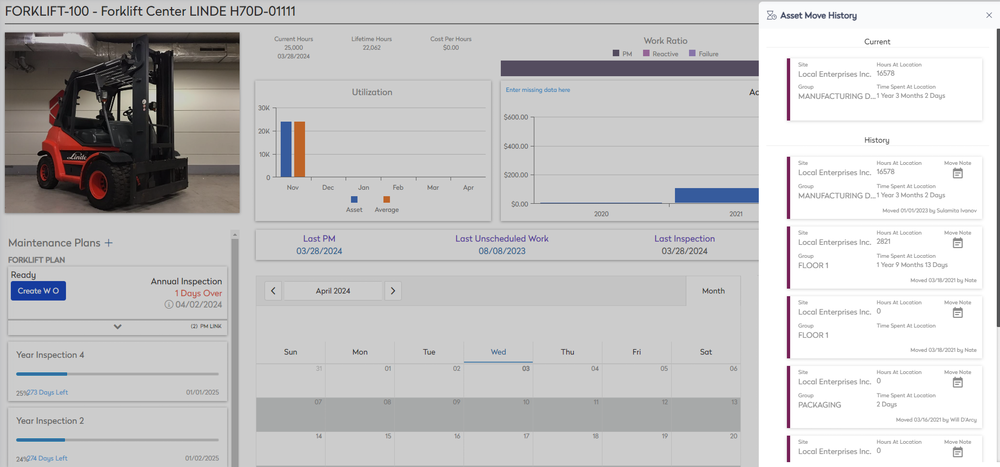 FORKLIFT-100 - Forklift Center LINDE H70D-01111
Current Hours
25,000
03/28/2024
Lifetime Hours
22,062
Cost Per Hours
$0.00
Work Ratio
PM
Reactive
Failure
Linde
Utilization
30K
20K
10K
0
Nov
Dec
Jan
Feb
Mar
Apr
Asset
Average
Enter missing data here
Ac
$600.00
$400.00
$200.00
$0.00
2020
2021
Maintenance Plans +
FORKLIFT PLAN
Ready
Create W O
Annual Inspection
1 Days Over
04/02/2024
(2) PM LINK
Year Inspection 4
25%
273 Days Left
01/01/2025
Year Inspection 2
24%
274 Days Left
01/02/2025
Last PM
03/28/2024
Last Unscheduled Work
08/08/2023
Last Inspection
03/28/2024
April 2024
Month
Sun
Mon
Tue
Wed
Thu
Fri
Sat
31
01
02
03
04
05
06
07
08
09
10
11
12
13
14
15
16
17
18
19
20
Asset Move History
Current
Site
Local Enterprises Inc.
Hours At Location
16578
Group
MANUFACTURING D...
Time Spent At Location
1 Year 3 Months 2 Days
History
Site
Local Enterprises Inc.
Hours At Location
16578
Move Note
Group
MANUFACTURING D...
Time Spent At Location
1 Year 3 Months 2 Days
Moved 01/01/2023 by Sulamita Ivanov
Site
Local Enterprises Inc.
Hours At Location
2821
Move Note
Group
FLOOR 1
Time Spent At Location
1 Year 9 Months 13 Days
Moved 03/18/2021 by Nate
Site
Local Enterprises Inc.
Hours At Location
0
Move Note
Group
FLOOR 1
Time Spent At Location
Moved 03/18/2021 by Nate
Site
Local Enterprises Inc.
Hours At Location
0
Move Note
Group
PACKAGING
Time Spent At Location
2 Days
Moved 03/16/2021 by Will D'Arcy
Site
Local Enterprises Inc.
Hours At Location
0
Move Note